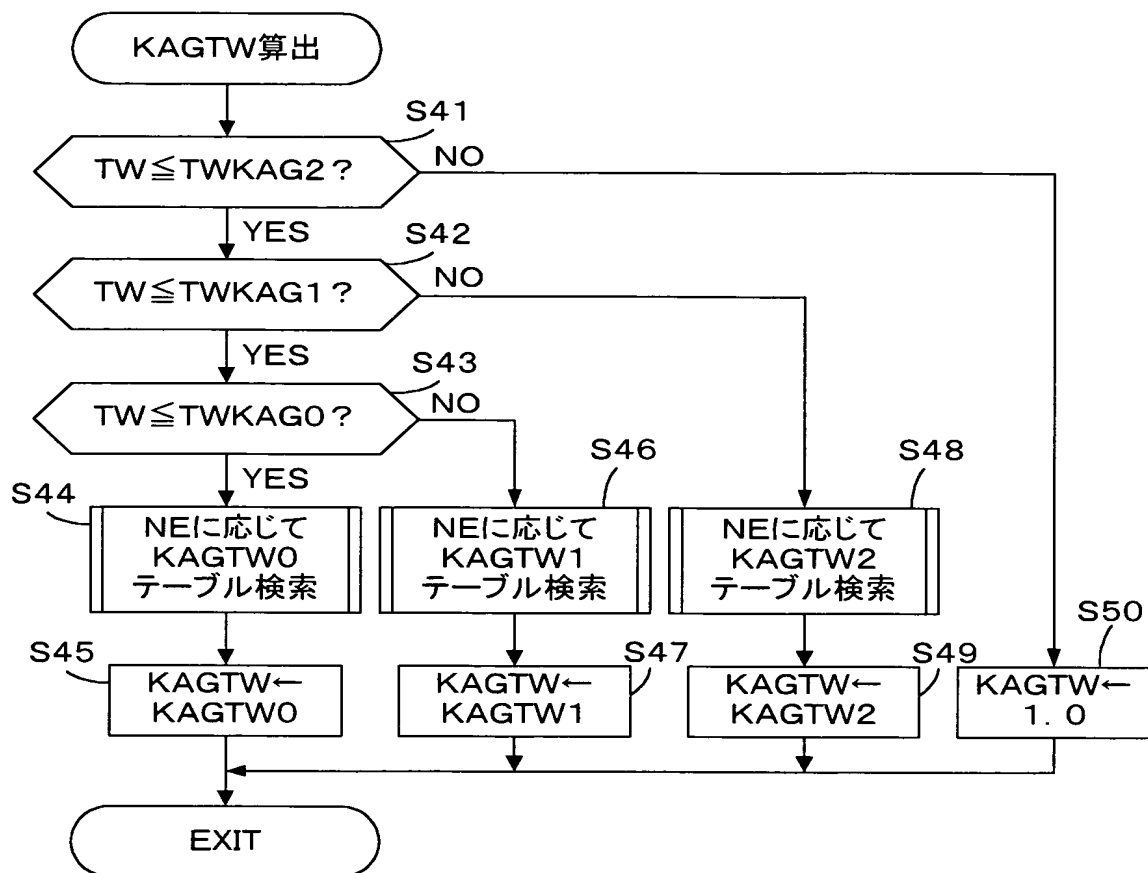 KAGTW算出
S41
TW≦TWKAG2?
NO
YES
S42
TW≦TWKAG1?
NO
YES
S43
TW≦TWKAG0?
NO
YES
S44
NEに応じて
KAGTW0
テーブル検索
S46
NEに応じて
KAGTW1
テーブル検索
S48
NEに応じて
KAGTW2
テーブル検索
S45
KAGTW←
KAGTW0
S47
KAGTW←
KAGTW1
S49
KAGTW←
KAGTW2
S50
KAGTW←
1.0
EXIT